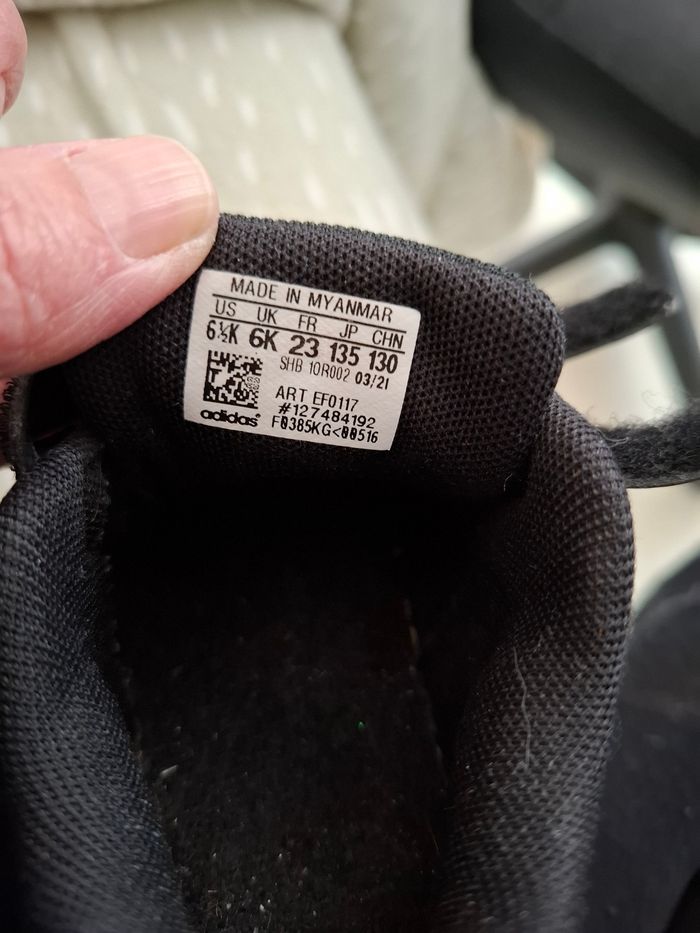 MADE IN MYANMAR
US UK FR JP CHN
6½K 6K 23 135 130
SHB 10R002 03/21
ART EF0117
#127484192
adidas® F0385KG<00516